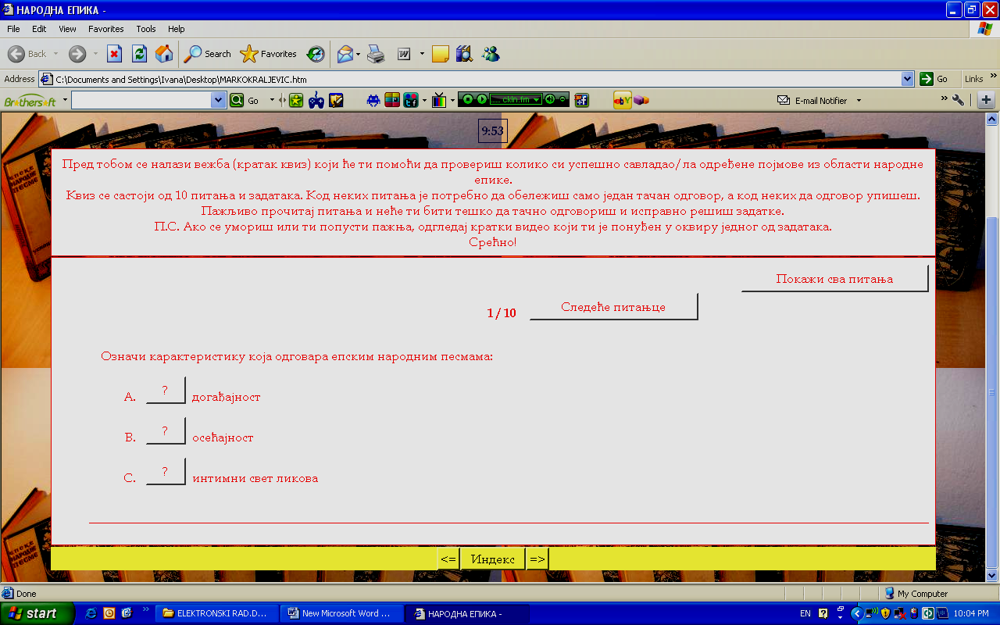 НАРОДНА ЕПИКА -
File Edit View Favorites Tools Help
Back Search Favorites
Address C:\Documents and Settings\Ivana\Desktop\MARKOKRALJEVIC.htm Go Links »
Brothersoft Go ckln.fm ebY E-mail Notifier »
9:53
Пред тобом се налази вежба (кратак квиз) који ће ти помоћи да провериш колико си успешно савладао/ла одређене појмове из области народне
епике.
Квиз се састоји од 10 питања и задатака. Код неких питања је потребно да обележиш само један тачан одговор, а код неких да одговор упишеш.
Пажљиво прочитај питања и неће ти бити тешко да тачно одговориш и исправно решиш задатке.
П.С. Ако се умориш или ти попусти пажња, одгледај кратки видео који ти је понуђен у оквиру једног од задатака.
Срећно!
Покажи сва питања
1 / 10 Следеће питањце
Означи карактеристику која одговара епским народним песмама:
A. ? догађајност
B. ? осећајност
C. ? интимни свет ликова
<= Индекс =>
Done My Computer
start » ELEKTRONSKI RAD.D... New Microsoft Word ... НАРОДНА ЕПИКА - EN 10:04 PM